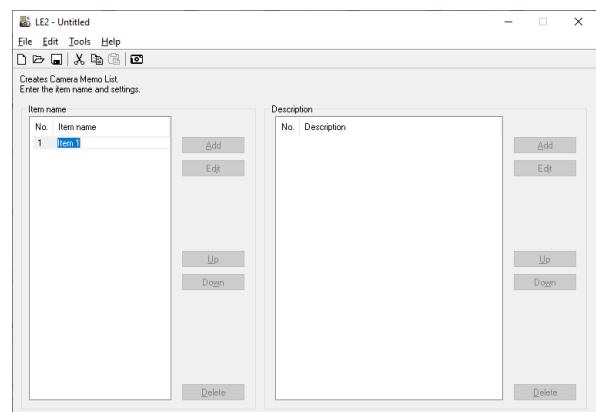 LE2 - Untitled
File Edit Tools Help
Creates Camera Memo List.
Enter the item name and settings.
Item name
No. Item name
1 Item 1
Add
Edit
Up
Down
Delete
Description
No. Description
Add
Edit
Up
Down
Delete